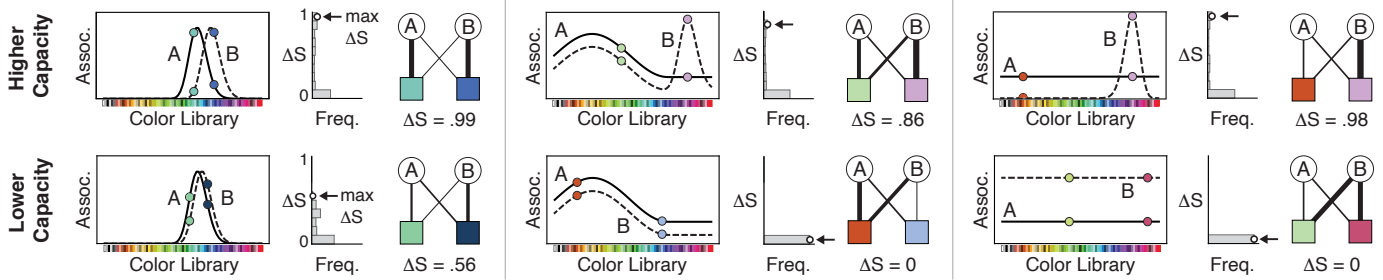 Higher
Capacity
Assoc.
A
B
Color Library
1
ΔS
0
max
ΔS
Freq.
A
B
ΔS = .99
Assoc.
A
B
Color Library
ΔS
Freq.
A
B
ΔS = .86
Assoc.
A
B
Color Library
ΔS
Freq.
A
B
ΔS = .98
Lower
Capacity
Assoc.
A
B
Color Library
1
ΔS
0
max
ΔS
Freq.
A
B
ΔS = .56
Assoc.
A
B
Color Library
ΔS
Freq.
A
B
ΔS = 0
Assoc.
A
B
Color Library
ΔS
Freq.
A
B
ΔS = 0